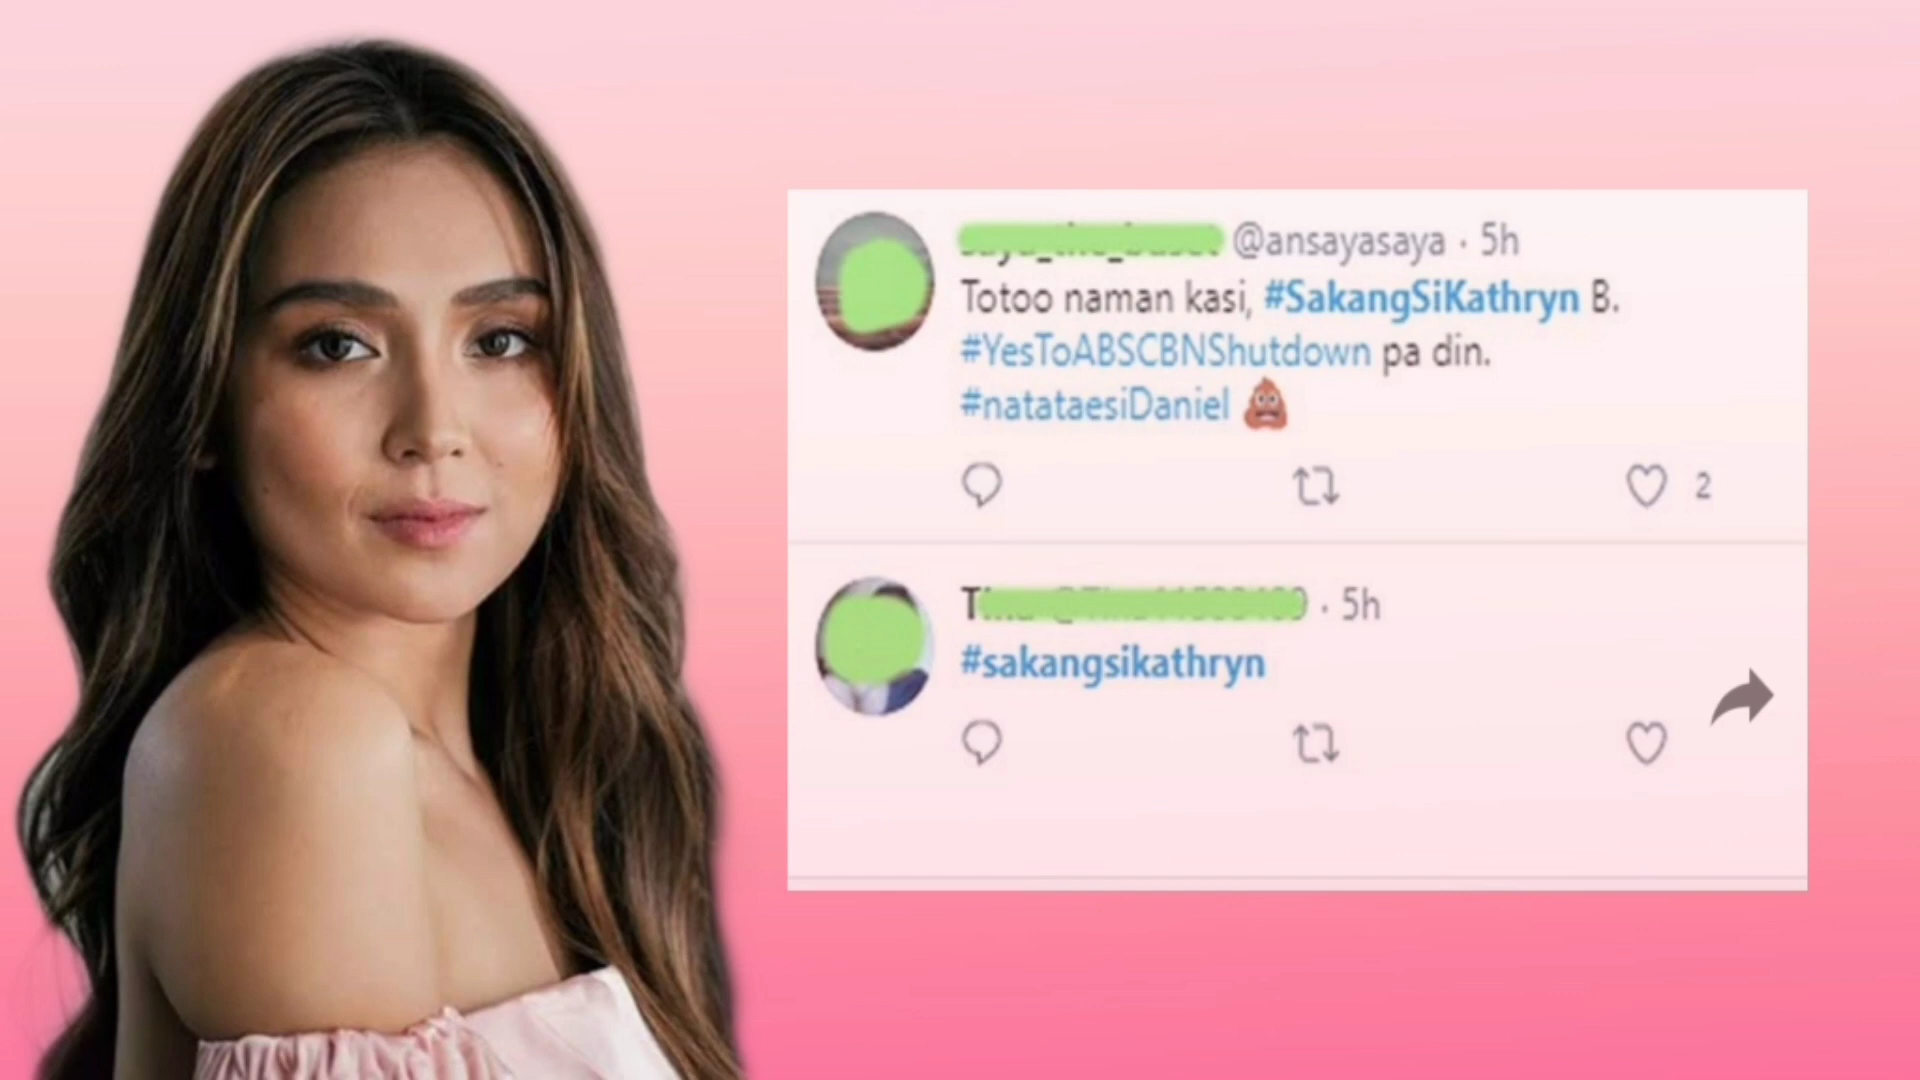 @ansayasaya · 5h
Totoo naman kasi, #SakangSiKathryn B.
#YesToABSCBNShutdown pa din.
#natataesiDaniel 💩
2
· 5h
#sakangsikathryn